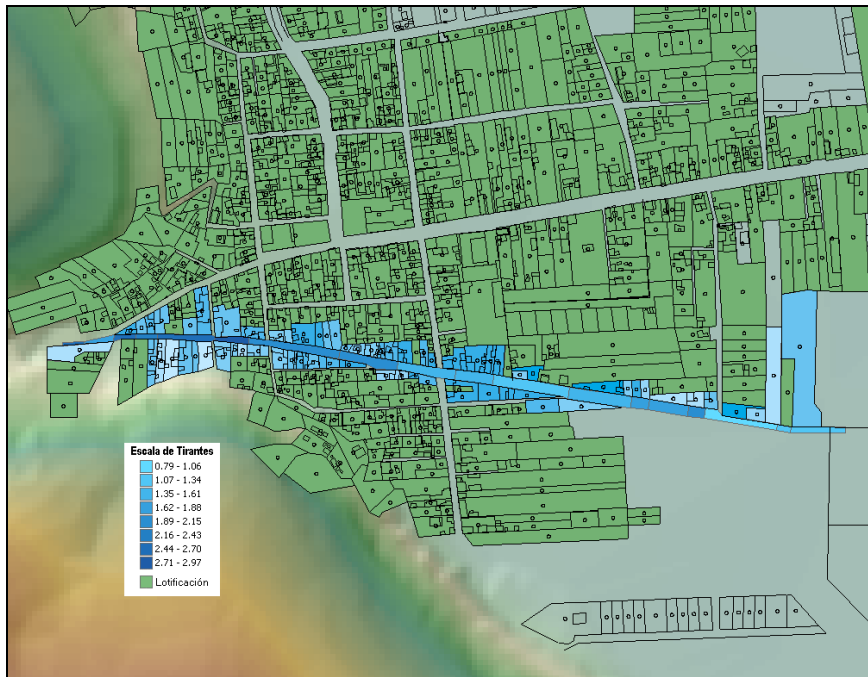 Escala de Tirantes
0.79 - 1.06
1.07 - 1.34
1.35 - 1.61
1.62 - 1.88
1.89 - 2.15
2.16 - 2.43
2.44 - 2.70
2.71 - 2.97
Lotificación